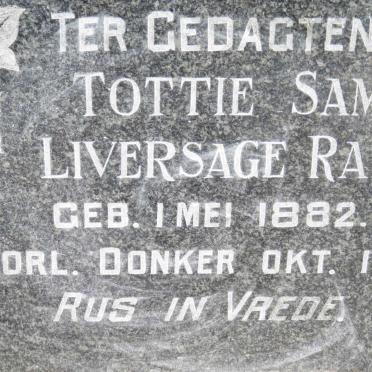 TER GEDAGTEN
TOTTIE SAM
LIVERSAGE RA
GEB. 1 MEI 1882.
ORL. DONKER OKT. 1
RUS IN VREDE.